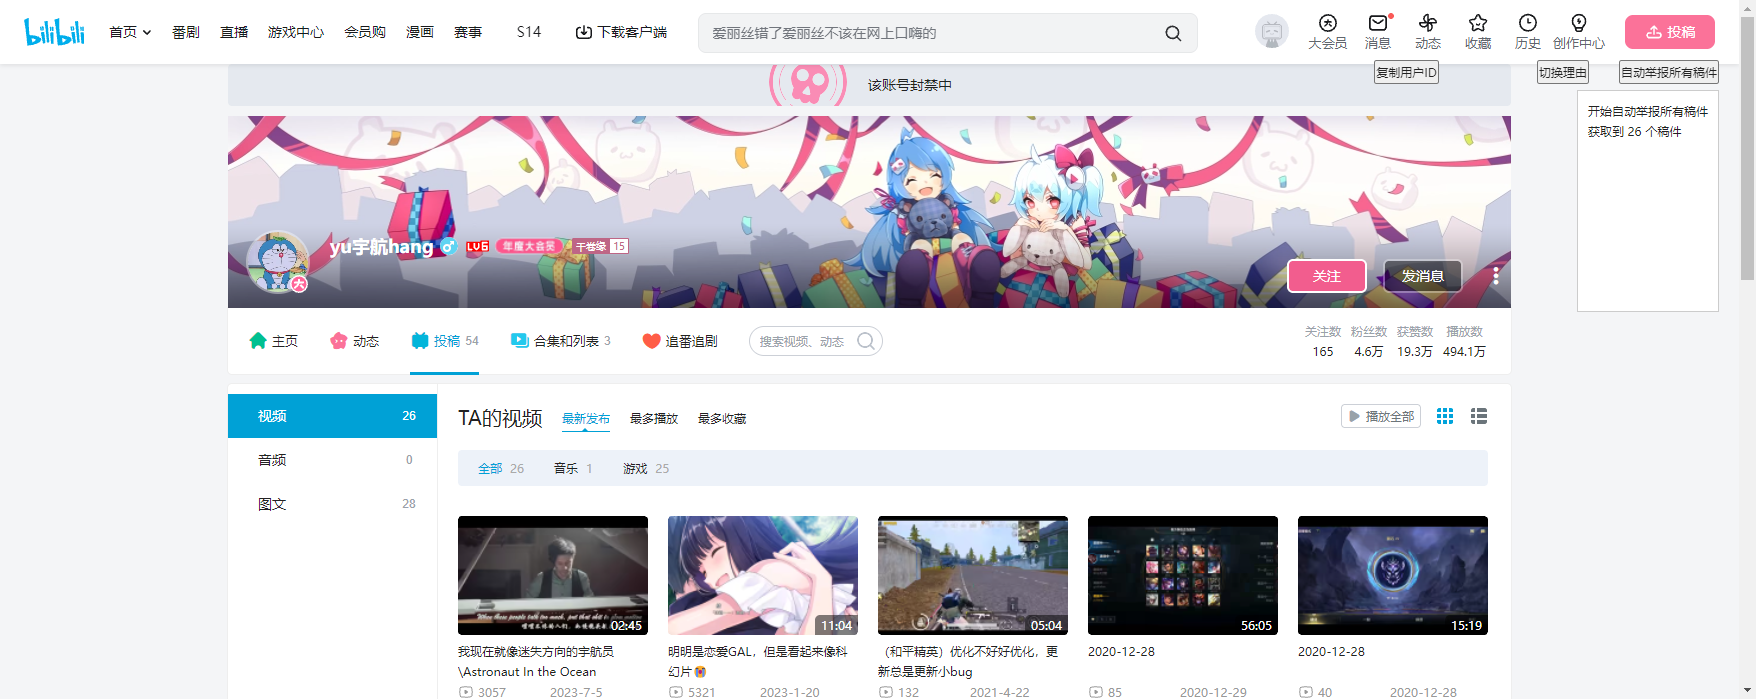 bilibili
首页
番剧
直播
游戏中心
会员购
漫画
赛事
S14
下载客户端
爱丽丝错了爱丽丝不该在网上口嗨的
大会员
消息
动态
收藏
历史
创作中心
投稿
复制用户ID
切换理由
自动举报所有稿件
该账号封禁中
开始自动举报所有稿件
获取到 26 个稿件
yu宇航hang
LV6
年度大会员
干卷缘 15
大
关注
发消息
主页
动态
投稿 54
合集和列表 3
追番追剧
搜索视频、动态
关注数
粉丝数
获赞数
播放数
165
4.6万
19.3万
494.1万
视频 26
音频 0
图文 28
TA的视频
最新发布
最多播放
最多收藏
播放全部
全部 26
音乐 1
游戏 25
02:45
11:04
05:04
56:05
15:19
我现在就像迷失方向的宇航员
\Astronaut In the Ocean
3057
2023-7-5
明明是恋爱GAL，但是看起来像科
幻片😭
5321
2023-1-20
（和平精英）优化不好好优化，更
新总是更新小bug
132
2021-4-22
2020-12-28
85
2020-12-29
2020-12-28
40
2020-12-28